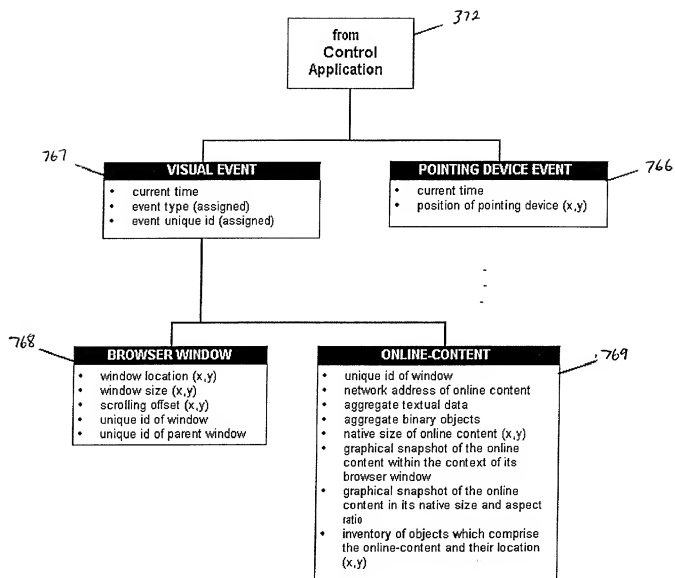 372
from
Control
Application
767
VISUAL EVENT
• current time
• event type (assigned)
• event unique id (assigned)
POINTING DEVICE EVENT
766
• current time
• position of pointing device (x,y)
768
BROWSER WINDOW
• window location (x,y)
• window size (x,y)
• scrolling offset (x,y)
• unique id of window
• unique id of parent window
ONLINE-CONTENT
769
• unique id of window
• network address of online content
• aggregate textual data
• aggregate binary objects
• native size of online content (x,y)
• graphical snapshot of the online
content within the context of its
browser window
• graphical snapshot of the online
content in its native size and aspect
ratio
• inventory of objects which comprise
the online-content and their location
(x,y)